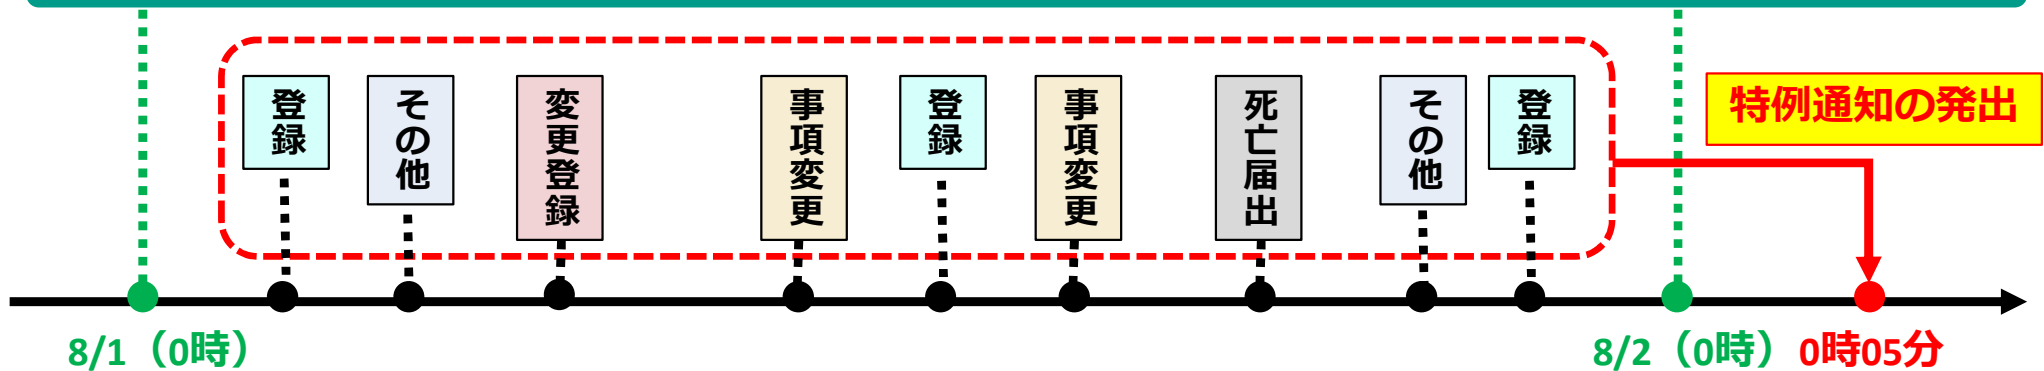 登録
その他
変更登録
事項変更
登録
事項変更
死亡届出
その他
登録
特例通知の発出
8/1（0時）
8/2（0時）
0時05分